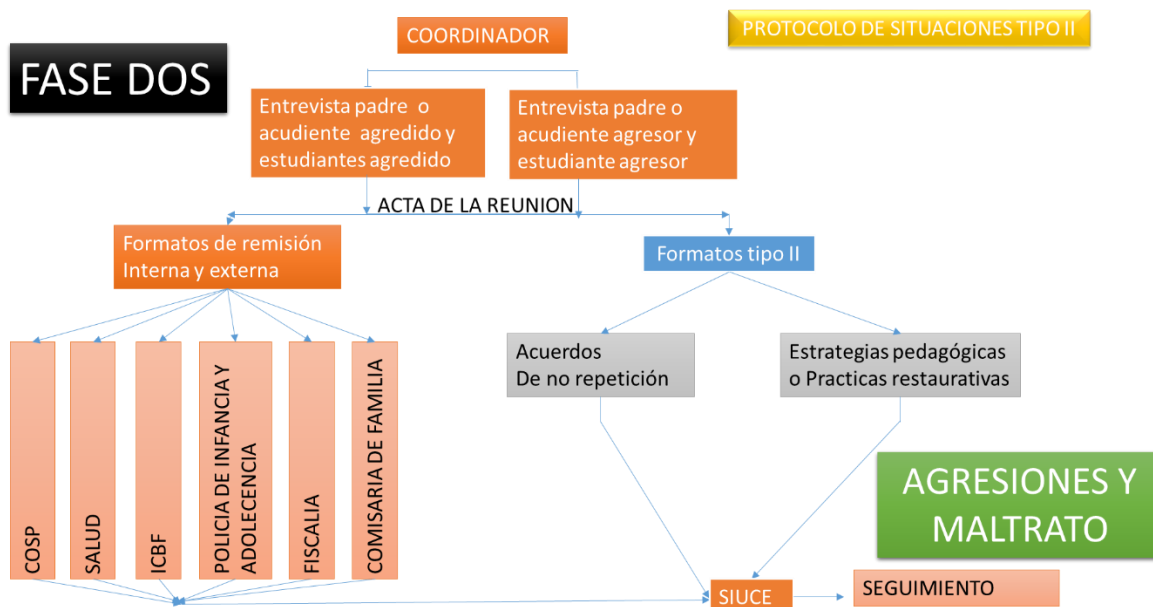 COORDINADOR
PROTOCOLO DE SITUACIONES TIPO II
FASE DOS
Entrevista padre o
acudiente agredido y
estudiantes agredido
Entrevista padre o
acudiente agresor y
estudiante agresor
ACTA DE LA REUNION
Formatos de remisión
Interna y externa
Formatos tipo II
COSP
SALUD
ICBF
POLICIA DE INFANCIA Y
ADOLECENCIA
FISCALIA
COMISARIA DE FAMILIA
Acuerdos
De no repetición
Estrategias pedagógicas
o Practicas restaurativas
AGRESIONES Y
MALTRATO
SIUCE
SEGUIMIENTO